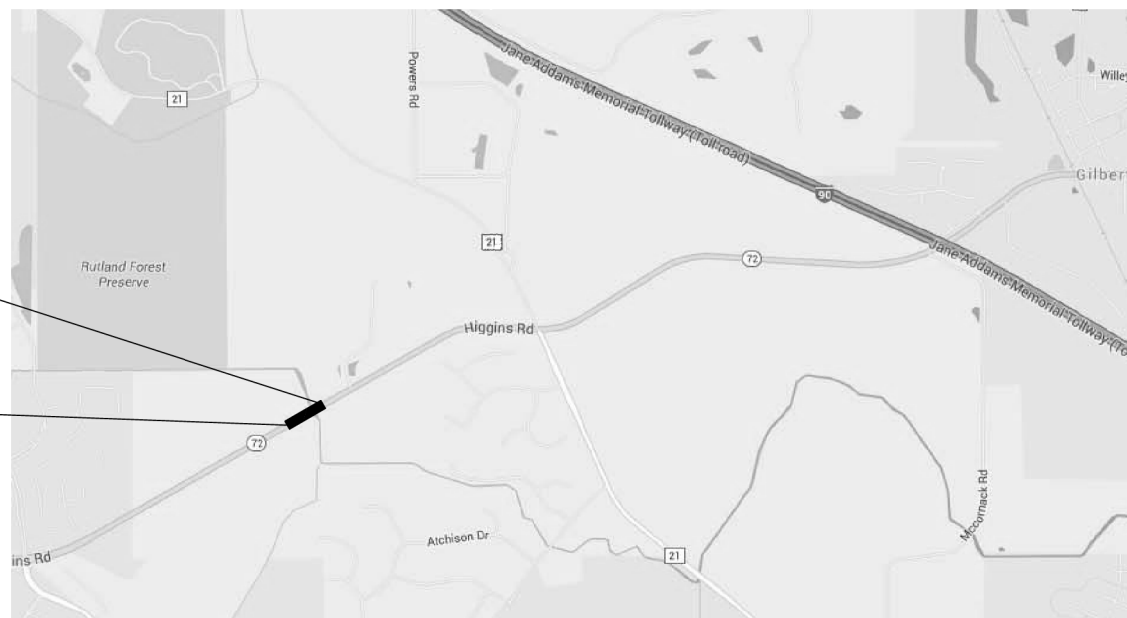 Jane Addams Memorial Tollway (Toll road)
Powers Rd
Willey
21
Gilber
90
21
72
Jane Addams Memorial Tollway (To
Rutland Forest
Preserve
Higgins Rd
72
Mccornack Rd
Atchison Dr
21
ins Rd